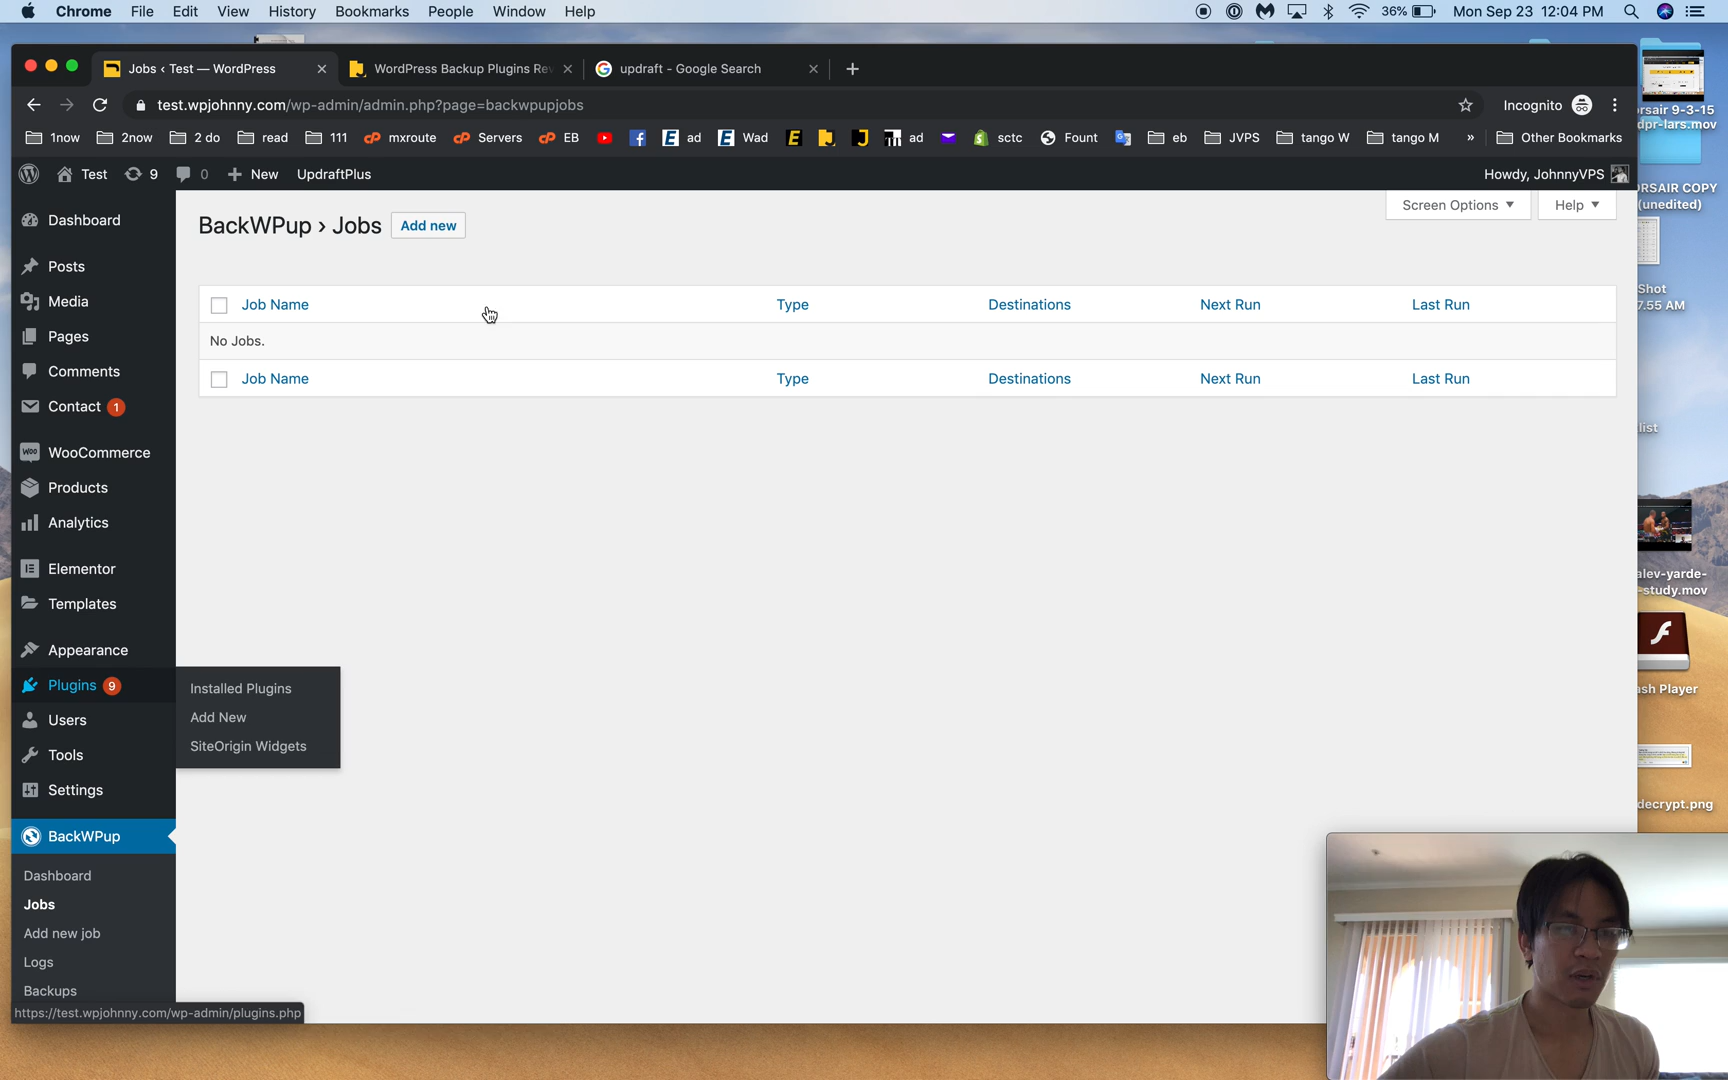 Chrome File Edit View History Bookmarks People Window Help 36% Mon Sep 23 12:04 PM
Jobs ‹ Test — WordPress WordPress Backup Plugins Rev updraft - Google Search
test.wpjohnny.com/wp-admin/admin.php?page=backwpupjobs Incognito
1now 2now 2 do read 111 mxroute Servers EB ad Wad ad sctc Fount eb JVPS tango W tango M » Other Bookmarks
Test 9 0 New UpdraftPlus Howdy, JohnnyVPS
Screen Options Help
BackWPup › Jobs Add new
Job Name Type Destinations Next Run Last Run
No Jobs.
Job Name Type Destinations Next Run Last Run
Dashboard
Posts
Media
Pages
Comments
Contact 1
WooCommerce
Products
Analytics
Elementor
Templates
Appearance
Plugins 9
Installed Plugins
Add New
SiteOrigin Widgets
Users
Tools
Settings
BackWPup
Dashboard
Jobs
Add new job
Logs
Backups
https://test.wpjohnny.com/wp-admin/plugins.php
orsair 9-3-15
dpr-lars.mov
ORSAIR COPY
(unedited)
Shot
7.55 AM
list
alev-yarde-
-study.mov
ash Player
decrypt.png